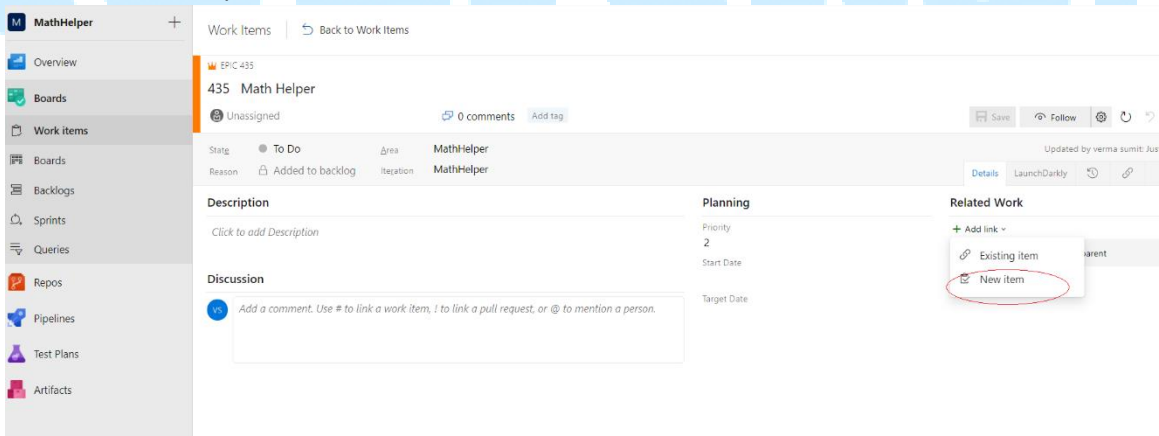 M MathHelper +
Overview
Boards
Work items
Boards
Backlogs
Sprints
Queries
Repos
Pipelines
Test Plans
Artifacts
Work Items Back to Work Items
EPIC 435
435 Math Helper
Unassigned 0 comments Add tag Save Follow
State To Do Area MathHelper Updated by verma sumit: Jus
Reason Added to backlog Iteration MathHelper Details LaunchDarkly
Description
Click to add Description
Discussion
VS Add a comment. Use # to link a work item, ! to link a pull request, or @ to mention a person.
Planning
Priority
2
Start Date
Target Date
Related Work
+ Add link
Existing item
parent
New item